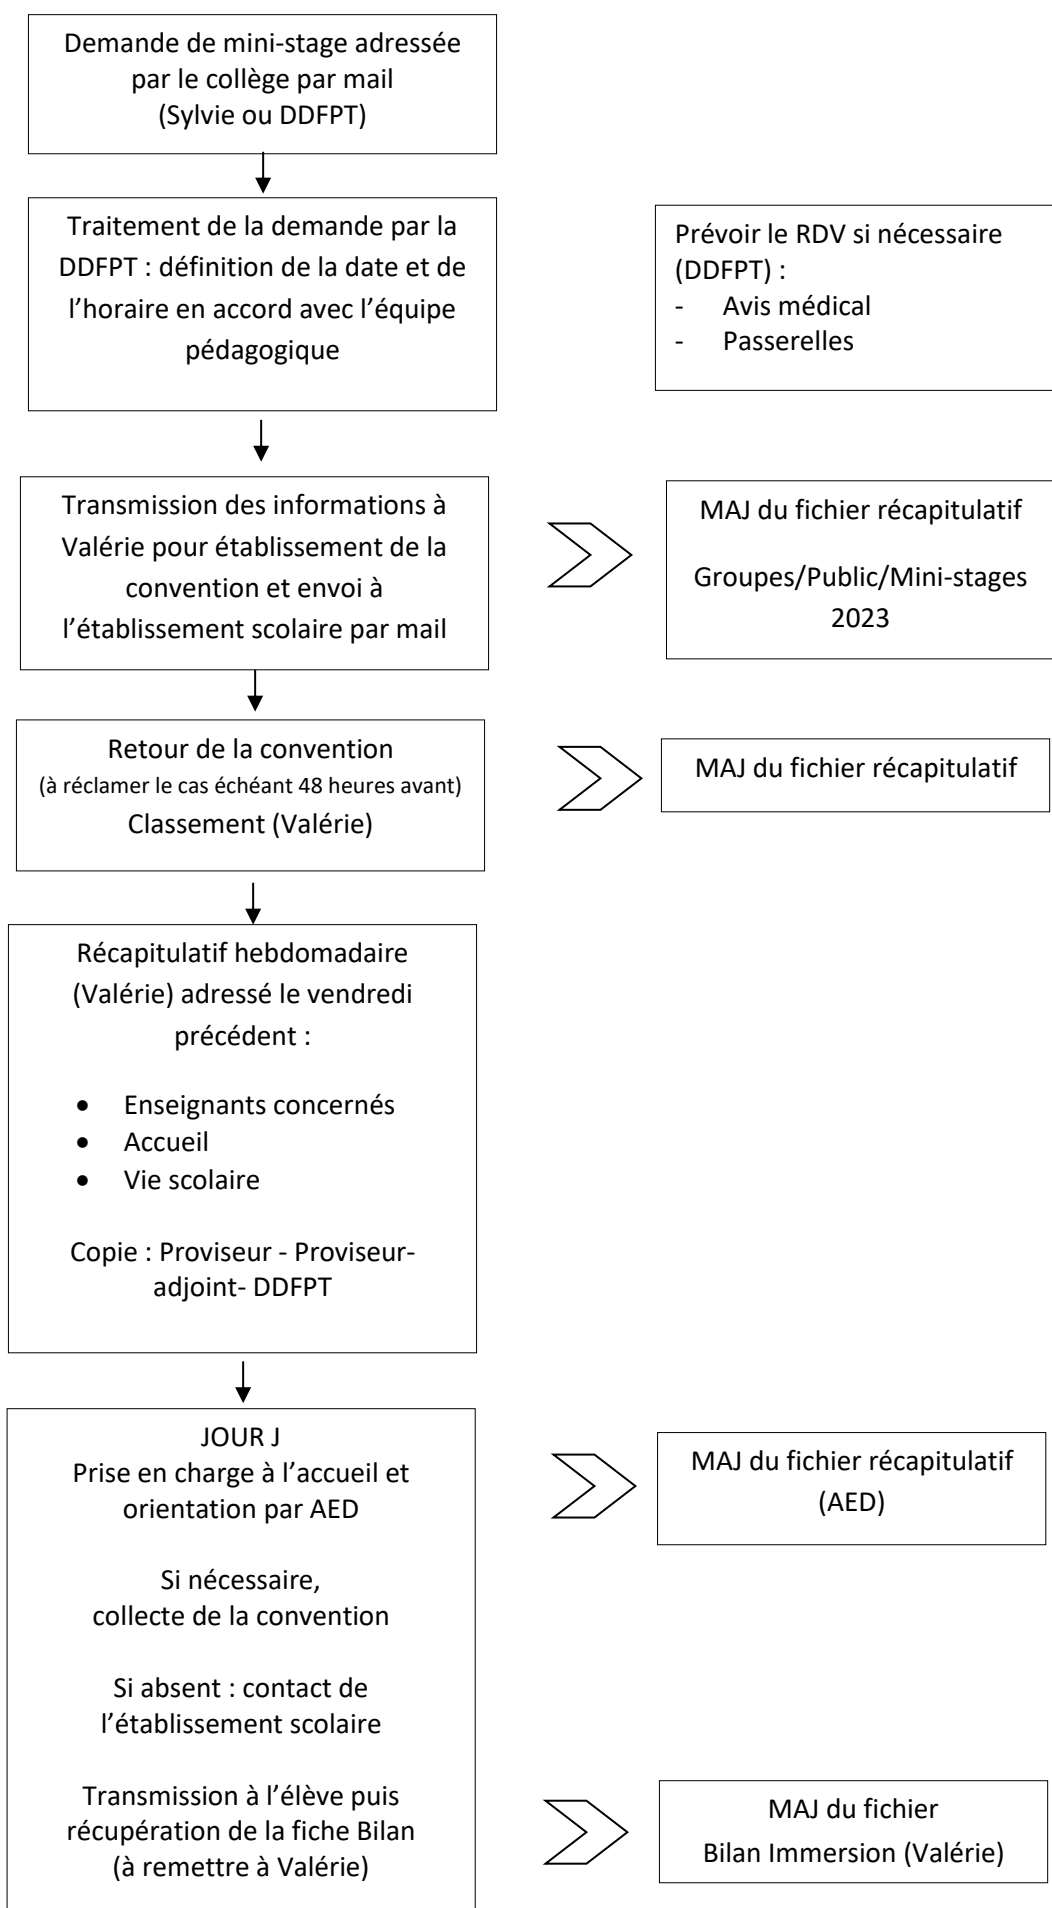 Demande de mini-stage adressée
par le collège par mail
(Sylvie ou DDFPT)
Traitement de la demande par la
DDFPT : définition de la date et de
l’horaire en accord avec l’équipe
pédagogique
Prévoir le RDV si nécessaire
(DDFPT) :
- Avis médical
- Passerelles
Transmission des informations à
Valérie pour établissement de la
convention et envoi à
l’établissement scolaire par mail
MAJ du fichier récapitulatif
Groupes/Public/Mini-stages
2023
Retour de la convention
(à réclamer le cas échéant 48 heures avant)
Classement (Valérie)
MAJ du fichier récapitulatif
Récapitulatif hebdomadaire
(Valérie) adressé le vendredi
précédent :
• Enseignants concernés
• Accueil
• Vie scolaire
Copie : Proviseur - Proviseur-
adjoint- DDFPT
JOUR J
Prise en charge à l’accueil et
orientation par AED
Si nécessaire,
collecte de la convention
Si absent : contact de
l’établissement scolaire
Transmission à l’élève puis
récupération de la fiche Bilan
(à remettre à Valérie)
MAJ du fichier récapitulatif
(AED)
MAJ du fichier
Bilan Immersion (Valérie)